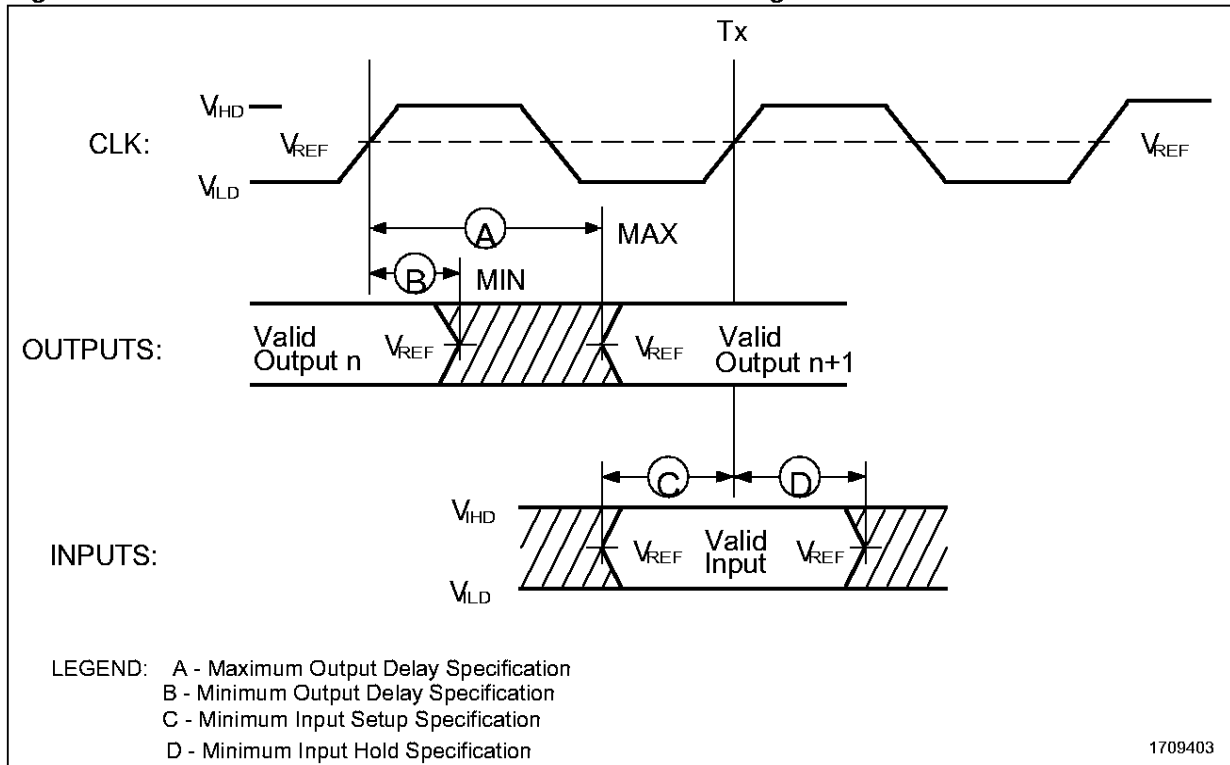 Tx
VIHD
CLK:
VREF
VREF
VILD
A
MAX
B
MIN
OUTPUTS:
Valid
Output n
VREF
VREF
Valid
Output n+1
C
D
VIHD
INPUTS:
VREF
Valid
Input
VREF
VILD
LEGEND: A - Maximum Output Delay Specification
B - Minimum Output Delay Specification
C - Minimum Input Setup Specification
D - Minimum Input Hold Specification
1709403